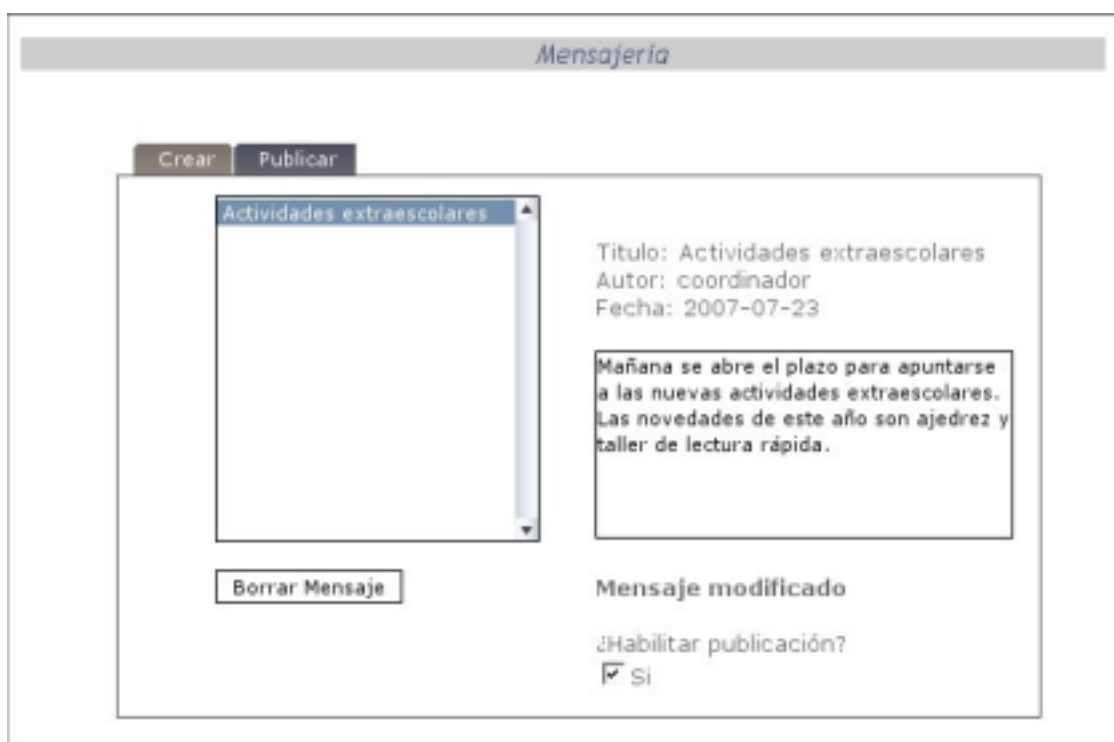 Mensajería
Crear
Publicar
Actividades extraescolares
Titulo: Actividades extraescolares
Autor: coordinador
Fecha: 2007-07-23
Mañana se abre el plazo para apuntarse
a las nuevas actividades extraescolares.
Las novedades de este año son ajedrez y
taller de lectura rápida.
Borrar Mensaje
Mensaje modificado
¿Habilitar publicación?
Si